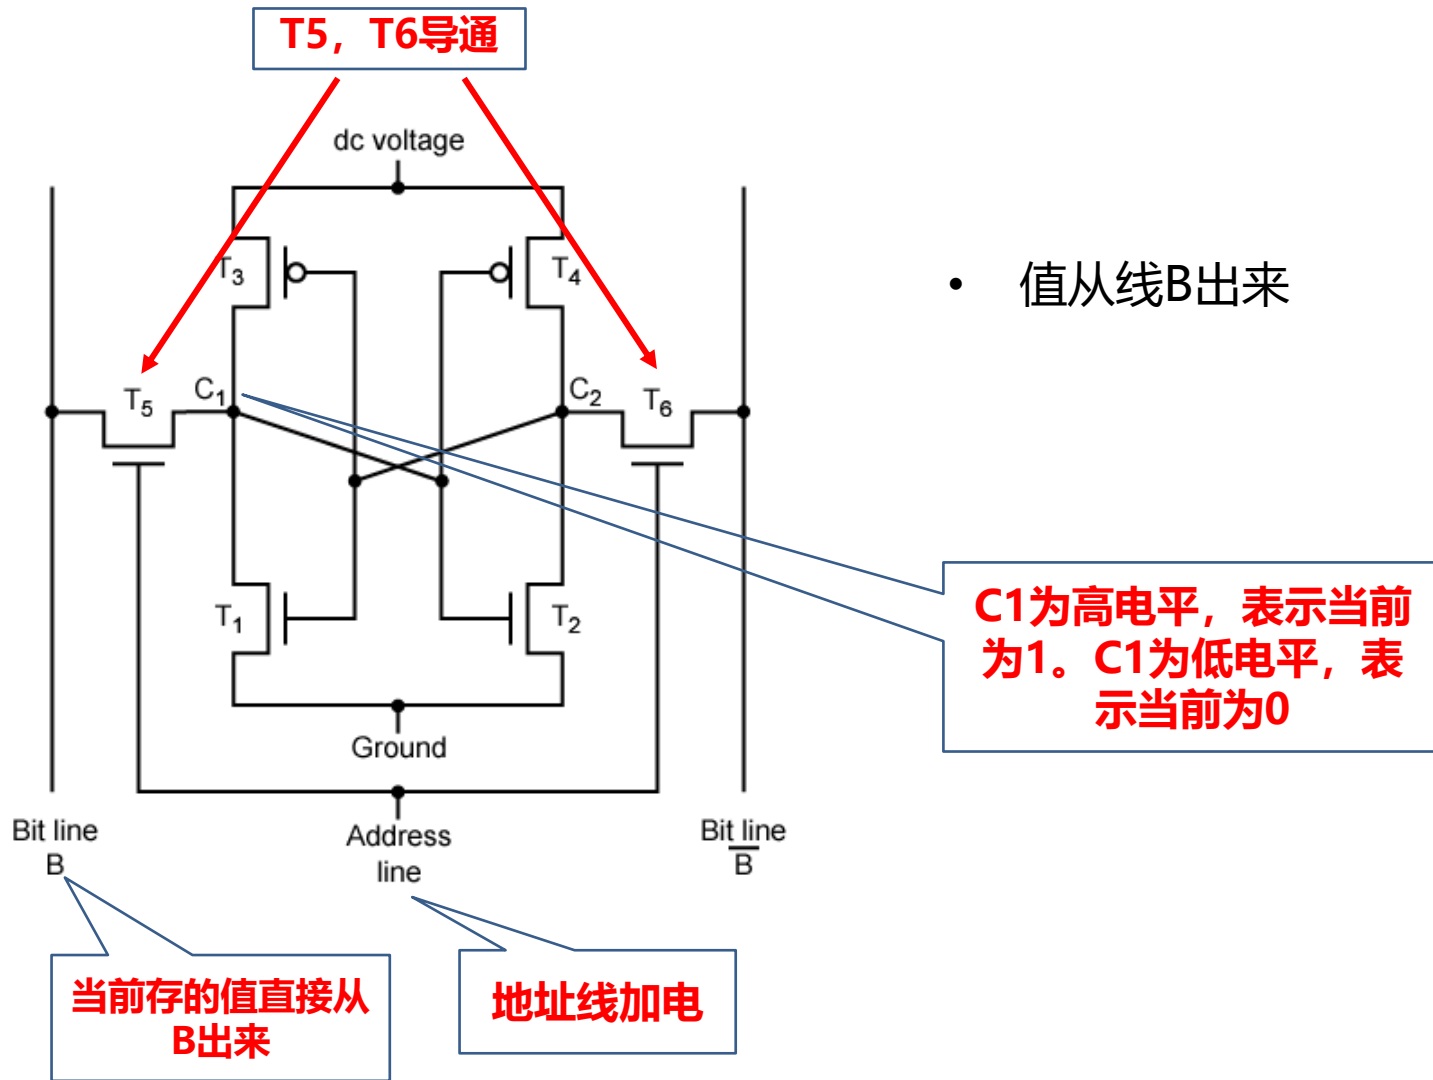 T5，T6导通
dc voltage
T3
T4
• 值从线B出来
T5
C1
C2
T6
C1为高电平，表示当前
为1。C1为低电平，表
示当前为0
T1
T2
Ground
Bit line
B
Address
line
Bit line
B̅
当前存的值直接从
B出来
地址线加电